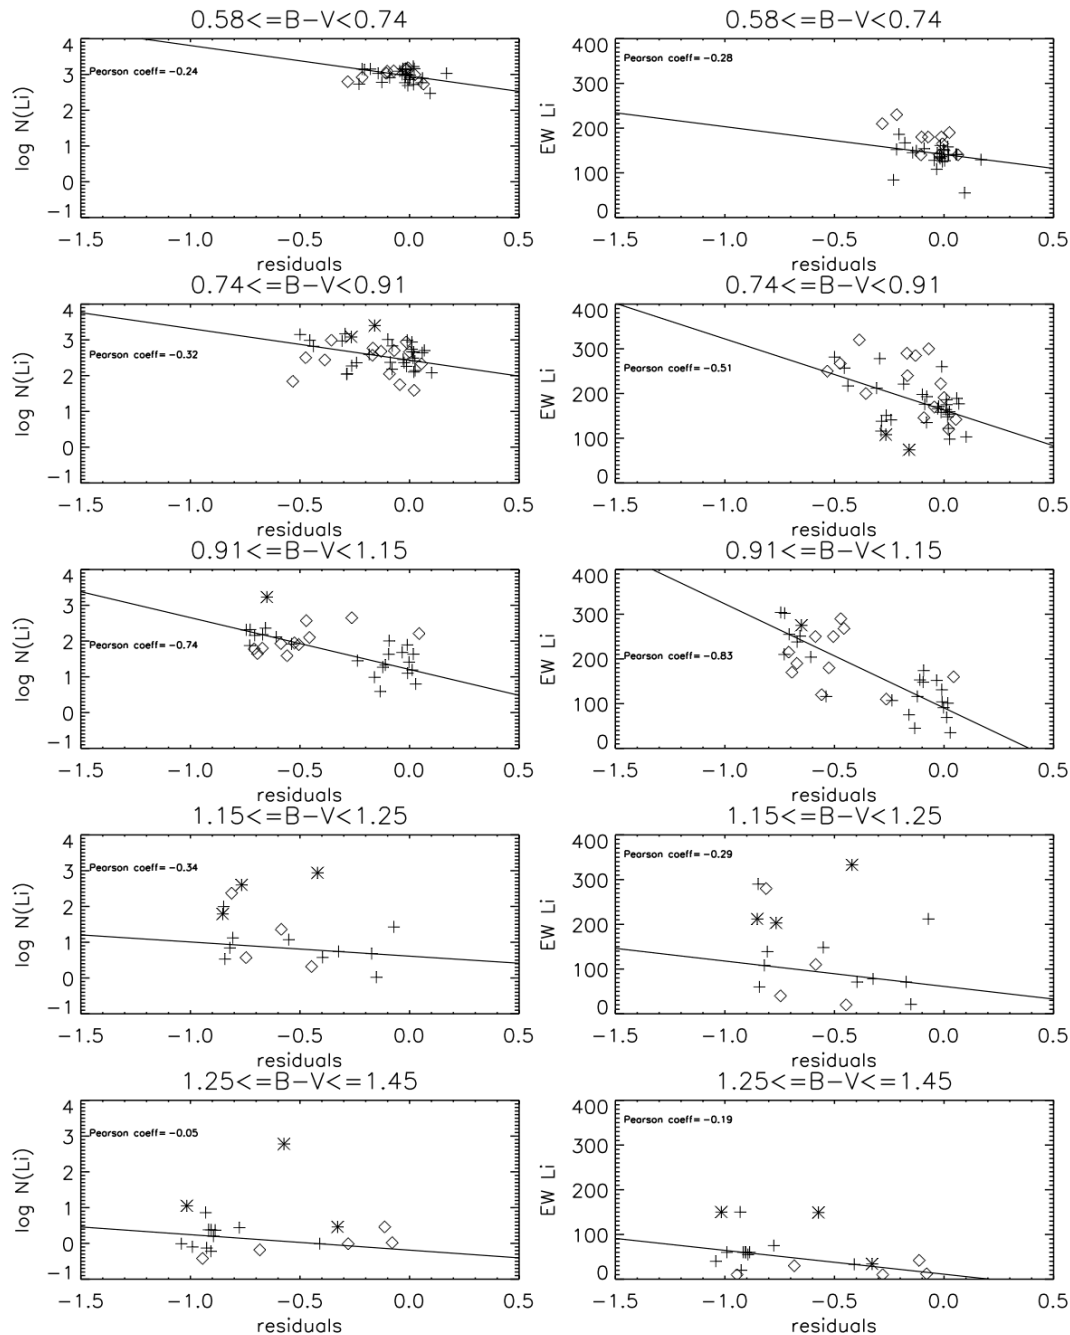 0.58<=B−V<0.74
4
3
2
1
0
−1
log N(Li)
Pearson coeff= −0.24
−1.5 −1.0 −0.5 0.0 0.5
residuals
0.58<=B−V<0.74
400
300
200
100
0
EW Li
Pearson coeff= −0.28
−1.5 −1.0 −0.5 0.0 0.5
residuals
0.74<=B−V<0.91
4
3
2
1
0
−1
log N(Li)
Pearson coeff= −0.32
−1.5 −1.0 −0.5 0.0 0.5
residuals
0.74<=B−V<0.91
400
300
200
100
0
EW Li
Pearson coeff= −0.51
−1.5 −1.0 −0.5 0.0 0.5
residuals
0.91<=B−V<1.15
4
3
2
1
0
−1
log N(Li)
Pearson coeff= −0.74
−1.5 −1.0 −0.5 0.0 0.5
residuals
0.91<=B−V<1.15
400
300
200
100
0
EW Li
Pearson coeff= −0.83
−1.5 −1.0 −0.5 0.0 0.5
residuals
1.15<=B−V<1.25
4
3
2
1
0
−1
log N(Li)
Pearson coeff= −0.34
−1.5 −1.0 −0.5 0.0 0.5
residuals
1.15<=B−V<1.25
400
300
200
100
0
EW Li
Pearson coeff= −0.29
−1.5 −1.0 −0.5 0.0 0.5
residuals
1.25<=B−V<=1.45
4
3
2
1
0
−1
log N(Li)
Pearson coeff= −0.05
−1.5 −1.0 −0.5 0.0 0.5
residuals
1.25<=B−V<=1.45
400
300
200
100
0
EW Li
Pearson coeff= −0.19
−1.5 −1.0 −0.5 0.0 0.5
residuals